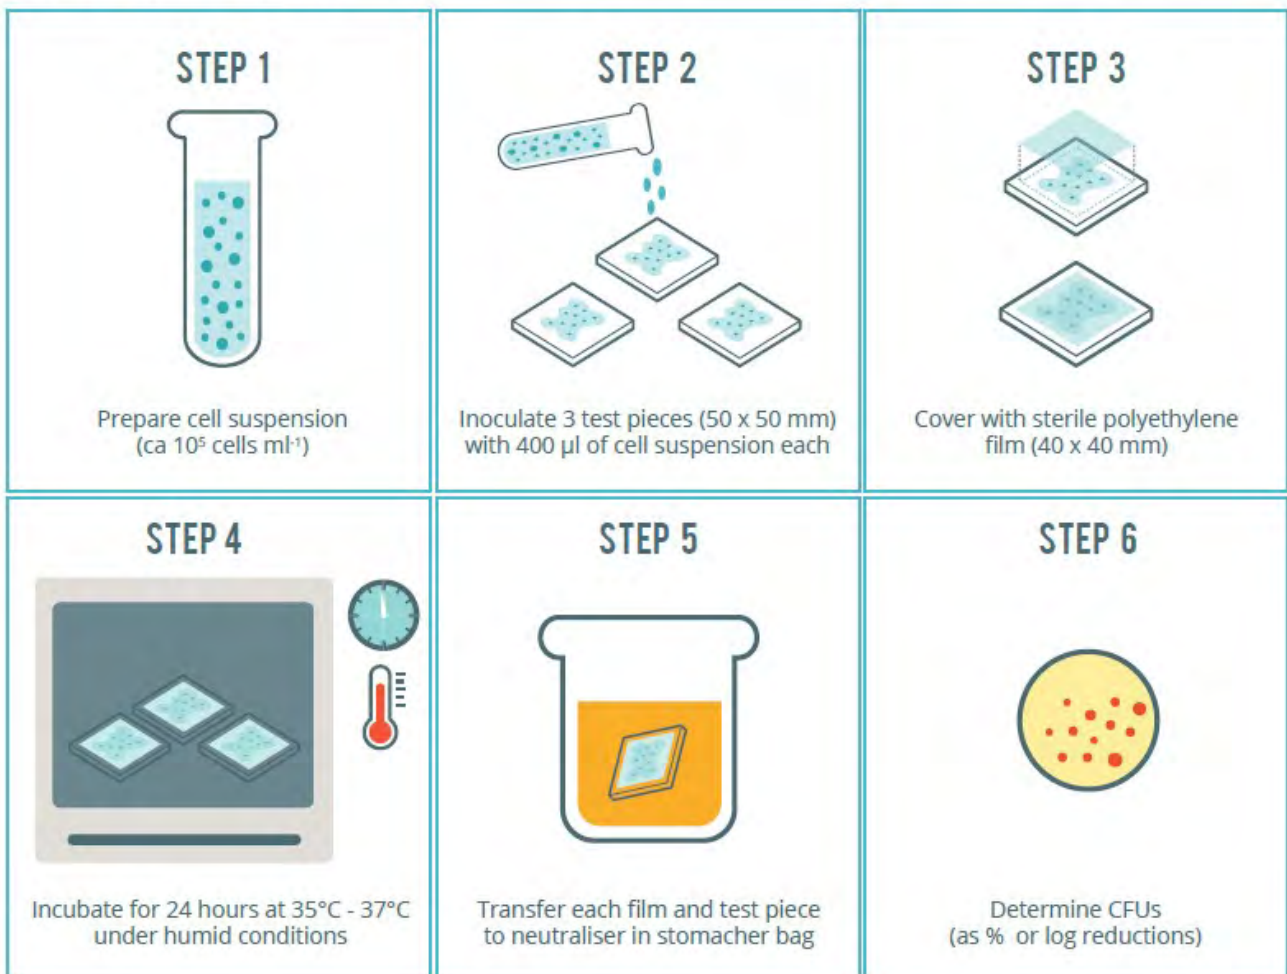 STEP 1
Prepare cell suspension
(ca 10⁵ cells ml⁻¹)
STEP 2
Inoculate 3 test pieces (50 x 50 mm)
with 400 µl of cell suspension each
STEP 3
Cover with sterile polyethylene
film (40 x 40 mm)
STEP 4
Incubate for 24 hours at 35°C - 37°C
under humid conditions
STEP 5
Transfer each film and test piece
to neutraliser in stomacher bag
STEP 6
Determine CFUs
(as % or log reductions)